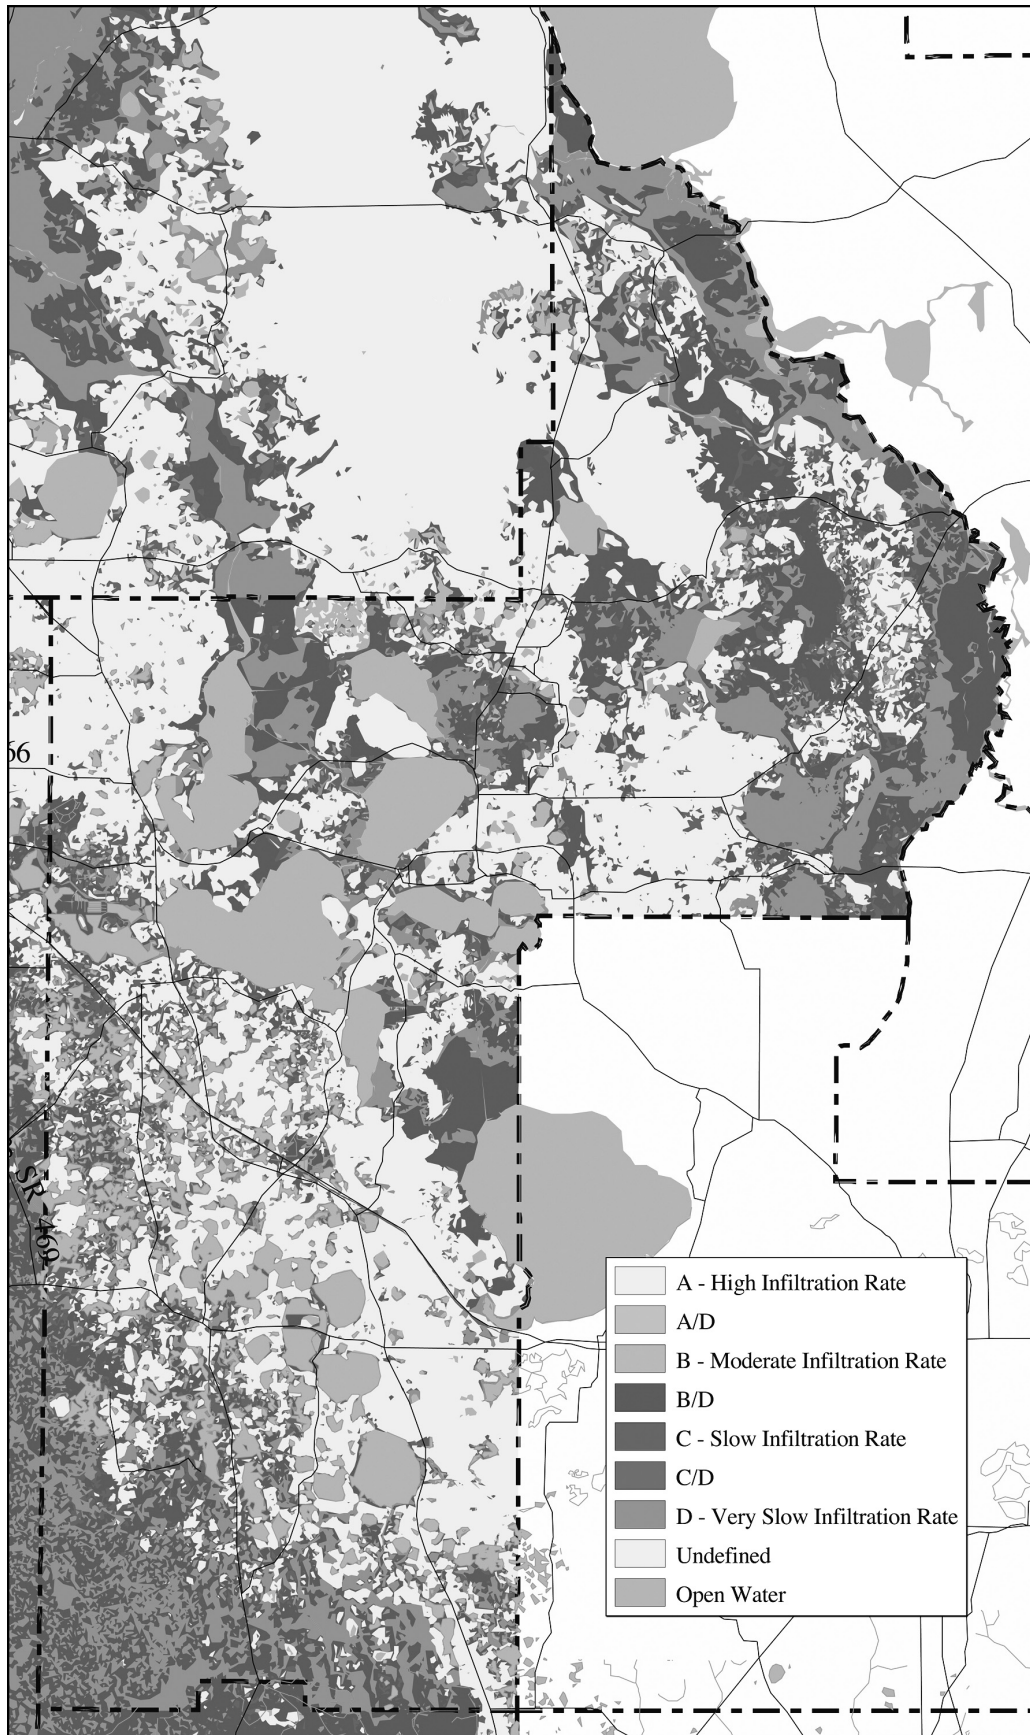 66
SR 469
A - High Infiltration Rate
A/D
B - Moderate Infiltration Rate
B/D
C - Slow Infiltration Rate
C/D
D - Very Slow Infiltration Rate
Undefined
Open Water